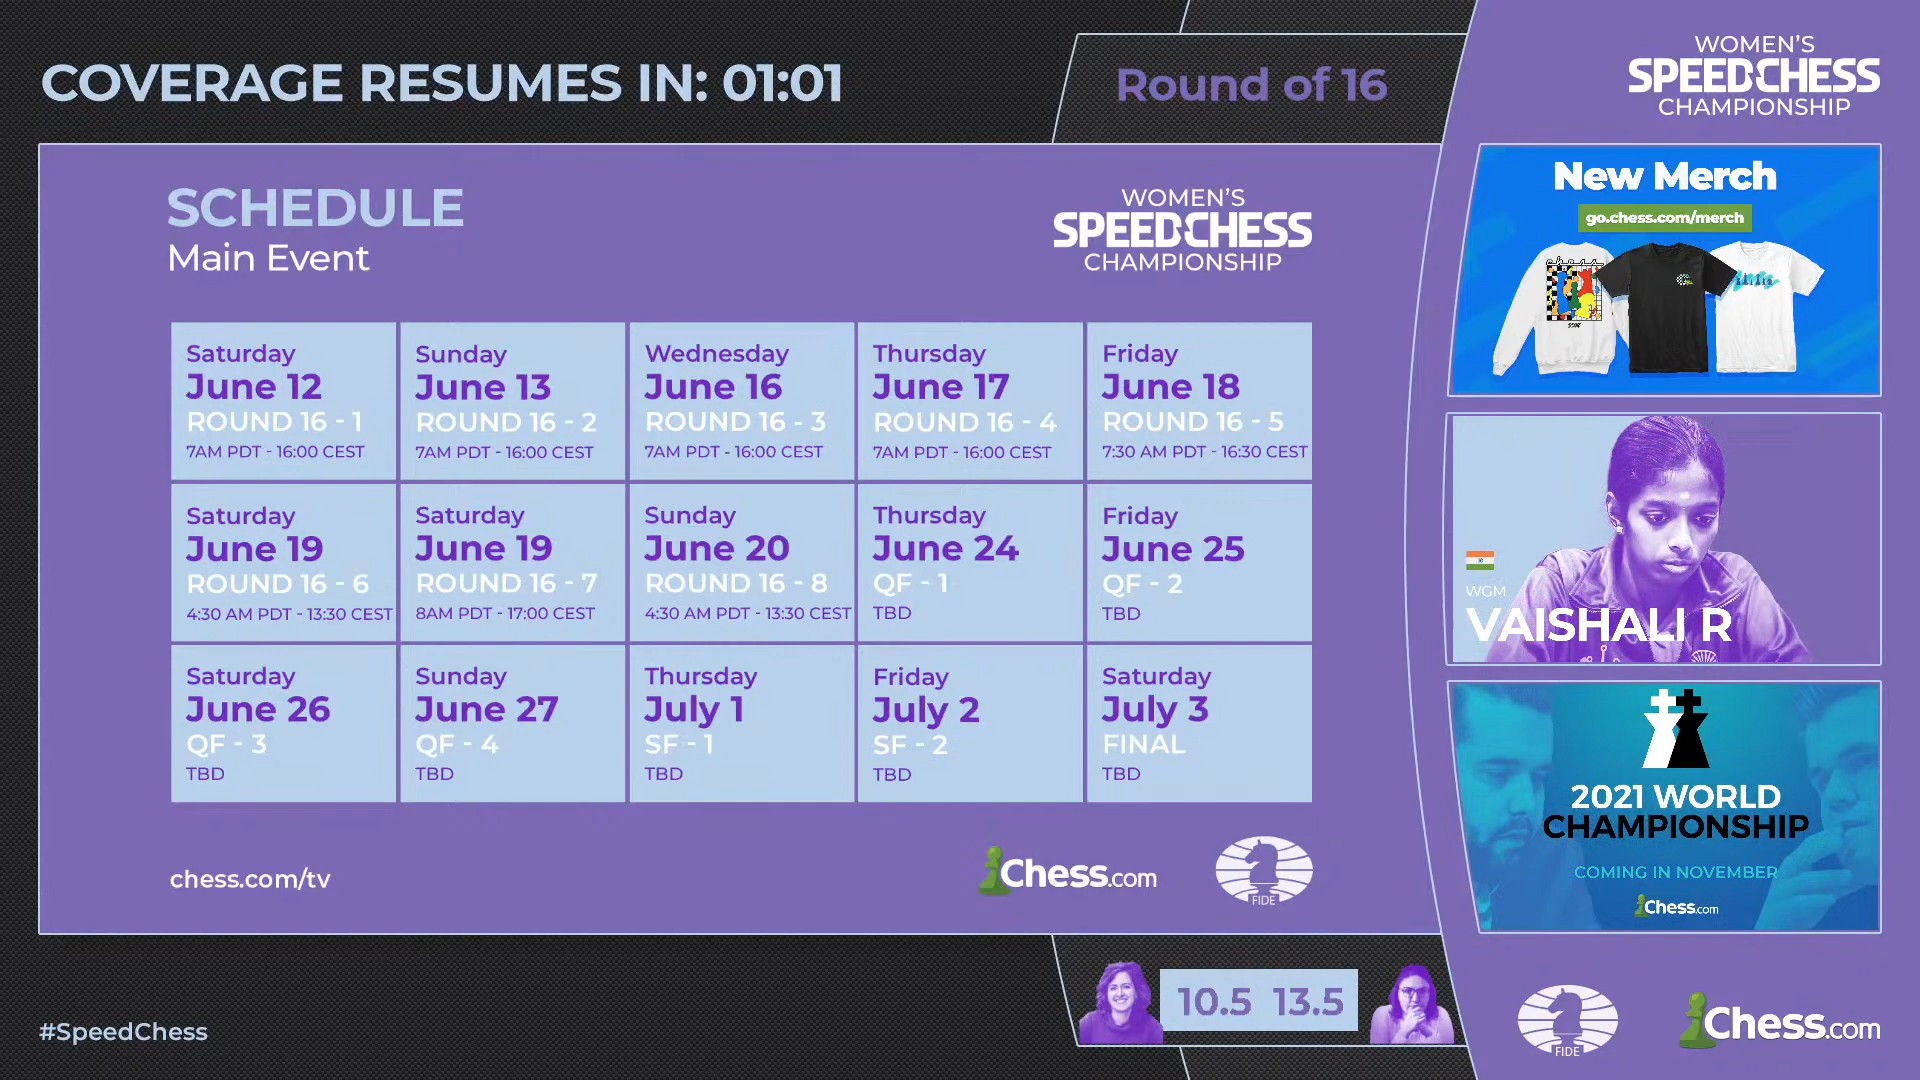 COVERAGE RESUMES IN: 01:01
Round of 16
WOMEN'S
SPEEDCHESS
CHAMPIONSHIP
SCHEDULE
Main Event
WOMEN'S
SPEEDCHESS
CHAMPIONSHIP
Saturday
June 12
ROUND 16 - 1
7AM PDT - 16:00 CEST
Sunday
June 13
ROUND 16 - 2
7AM PDT - 16:00 CEST
Wednesday
June 16
ROUND 16 - 3
7AM PDT - 16:00 CEST
Thursday
June 17
ROUND 16 - 4
7AM PDT - 16:00 CEST
Friday
June 18
ROUND 16 - 5
7:30 AM PDT - 16:30 CEST
Saturday
June 19
ROUND 16 - 6
4:30 AM PDT - 13:30 CEST
Saturday
June 19
ROUND 16 - 7
8AM PDT - 17:00 CEST
Sunday
June 20
ROUND 16 - 8
4:30 AM PDT - 13:30 CEST
Thursday
June 24
QF - 1
TBD
Friday
June 25
QF - 2
TBD
Saturday
June 26
QF - 3
TBD
Sunday
June 27
QF - 4
TBD
Thursday
July 1
SF - 1
TBD
Friday
July 2
SF - 2
TBD
Saturday
July 3
FINAL
TBD
chess.com/tv
Chess.com
FIDE
New Merch
go.chess.com/merch
chess
WGM
VAISHALI R
2021 WORLD
CHAMPIONSHIP
COMING IN NOVEMBER
Chess.com
#SpeedChess
10.5 13.5
FIDE
Chess.com